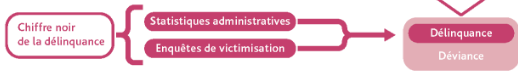 Chiffre noir
de la délinquance
Statistiques administratives
Enquêtes de victimisation
Délinquance
Déviance